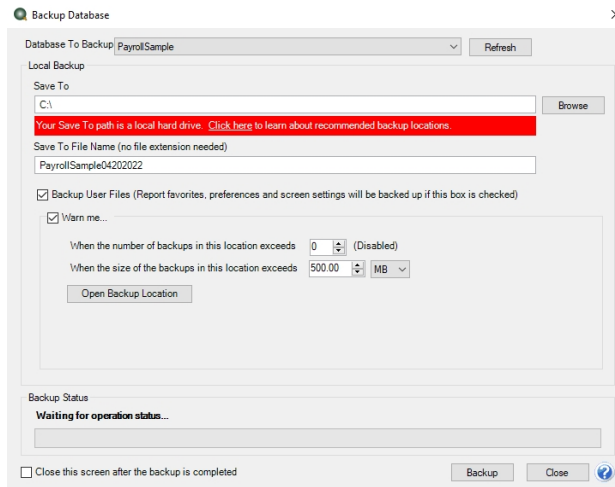 Backup Database
Database To Backup PayrollSample Refresh
Local Backup
Save To
C:\ Browse
Your Save To path is a local hard drive. Click here to learn about recommended backup locations.
Save To File Name (no file extension needed)
PayrollSample04202022
Backup User Files (Report favorites, preferences and screen settings will be backed up if this box is checked)
Warn me...
When the number of backups in this location exceeds 0 (Disabled)
When the size of the backups in this location exceeds 500.00 MB
Open Backup Location
Backup Status
Waiting for operation status...
Close this screen after the backup is completed Backup Close ?